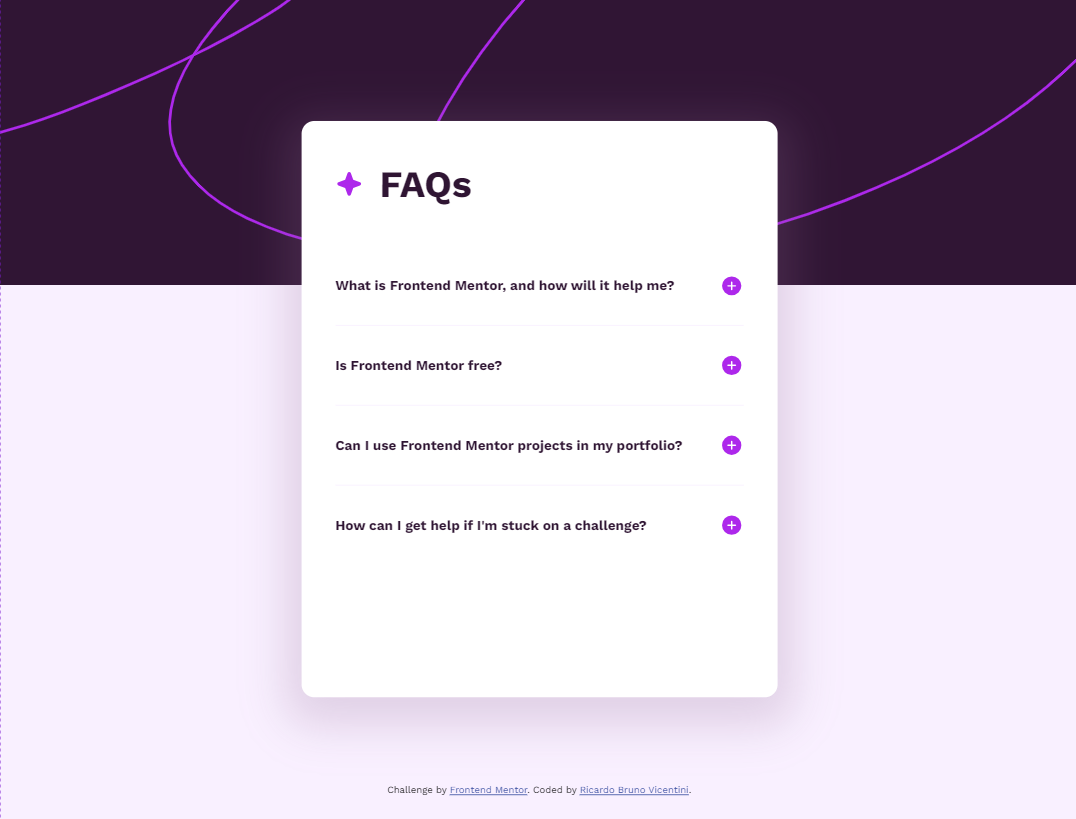 FAQs
What is Frontend Mentor, and how will it help me?
Is Frontend Mentor free?
Can I use Frontend Mentor projects in my portfolio?
How can I get help if I'm stuck on a challenge?
Challenge by Frontend Mentor. Coded by Ricardo Bruno Vicentini.